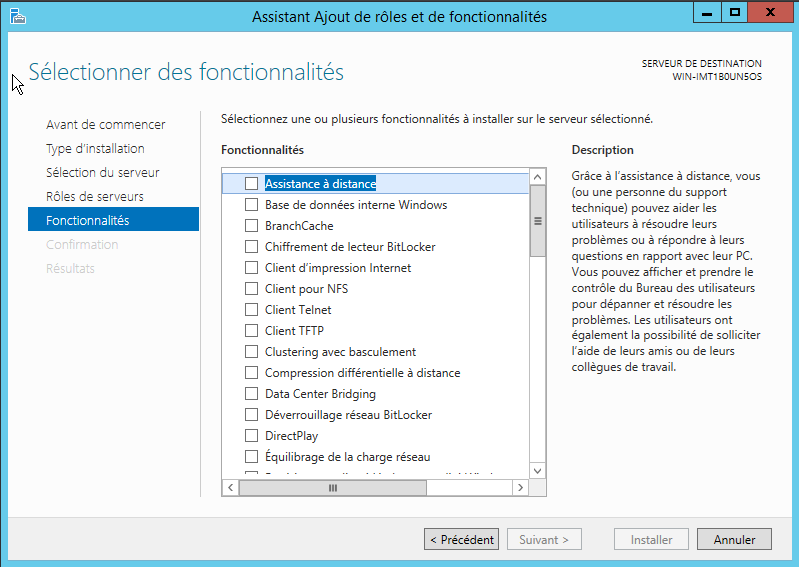 Assistant Ajout de rôles et de fonctionnalités
Sélectionner des fonctionnalités
SERVEUR DE DESTINATION
WIN-IMT1B0UN5OS
Avant de commencer
Type d'installation
Sélection du serveur
Rôles de serveurs
Fonctionnalités
Confirmation
Résultats
Sélectionnez une ou plusieurs fonctionnalités à installer sur le serveur sélectionné.
Fonctionnalités
Assistance à distance
Base de données interne Windows
BranchCache
Chiffrement de lecteur BitLocker
Client d'impression Internet
Client pour NFS
Client Telnet
Client TFTP
Clustering avec basculement
Compression différentielle à distance
Data Center Bridging
Déverrouillage réseau BitLocker
DirectPlay
Équilibrage de la charge réseau
Description
Grâce à l'assistance à distance, vous
(ou une personne du support
technique) pouvez aider les
utilisateurs à résoudre leurs
problèmes ou à répondre à leurs
questions en rapport avec leur PC.
Vous pouvez afficher et prendre le
contrôle du Bureau des utilisateurs
pour dépanner et résoudre les
problèmes. Les utilisateurs ont
également la possibilité de solliciter
l'aide de leurs amis ou de leurs
collègues de travail.
< Précédent
Suivant >
Installer
Annuler